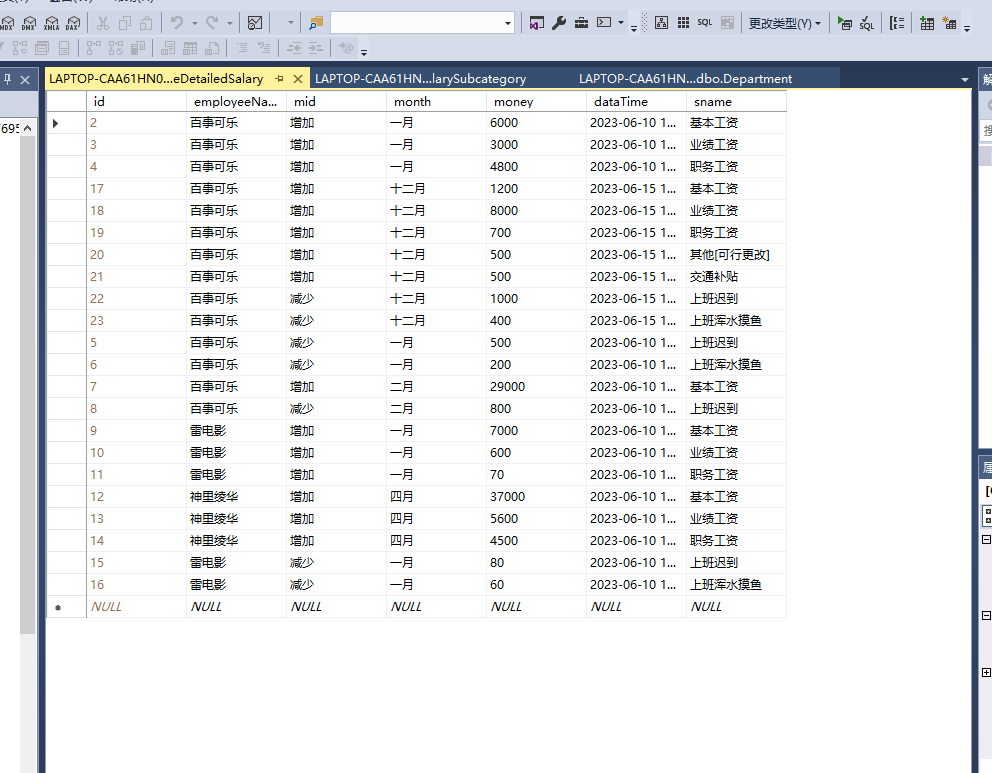 MDX DMX XMLA DAX SQL 更改类型(Y) SQL
LAPTOP-CAA61HN0...eDetailedSalary LAPTOP-CAA61HN...larySubcategory LAPTOP-CAA61HN...dbo.Department
id employeeNa... mid month money dataTime sname
2 百事可乐 增加 一月 6000 2023-06-10 1... 基本工资
3 百事可乐 增加 一月 3000 2023-06-10 1... 业绩工资
4 百事可乐 增加 一月 4800 2023-06-10 1... 职务工资
17 百事可乐 增加 十二月 1200 2023-06-15 1... 基本工资
18 百事可乐 增加 十二月 8000 2023-06-15 1... 业绩工资
19 百事可乐 增加 十二月 700 2023-06-15 1... 职务工资
20 百事可乐 增加 十二月 500 2023-06-15 1... 其他[可行更改]
21 百事可乐 增加 十二月 500 2023-06-15 1... 交通补贴
22 百事可乐 减少 十二月 1000 2023-06-15 1... 上班迟到
23 百事可乐 减少 十二月 400 2023-06-15 1... 上班浑水摸鱼
5 百事可乐 减少 一月 500 2023-06-10 1... 上班迟到
6 百事可乐 减少 一月 200 2023-06-10 1... 上班浑水摸鱼
7 百事可乐 增加 二月 29000 2023-06-10 1... 基本工资
8 百事可乐 减少 二月 800 2023-06-10 1... 上班迟到
9 雷电影 增加 一月 7000 2023-06-10 1... 基本工资
10 雷电影 增加 一月 600 2023-06-10 1... 业绩工资
11 雷电影 增加 一月 70 2023-06-10 1... 职务工资
12 神里绫华 增加 四月 37000 2023-06-10 1... 基本工资
13 神里绫华 增加 四月 5600 2023-06-10 1... 业绩工资
14 神里绫华 增加 四月 4500 2023-06-10 1... 职务工资
15 雷电影 减少 一月 80 2023-06-10 1... 上班迟到
16 雷电影 减少 一月 60 2023-06-10 1... 上班浑水摸鱼
NULL NULL NULL NULL NULL NULL NULL